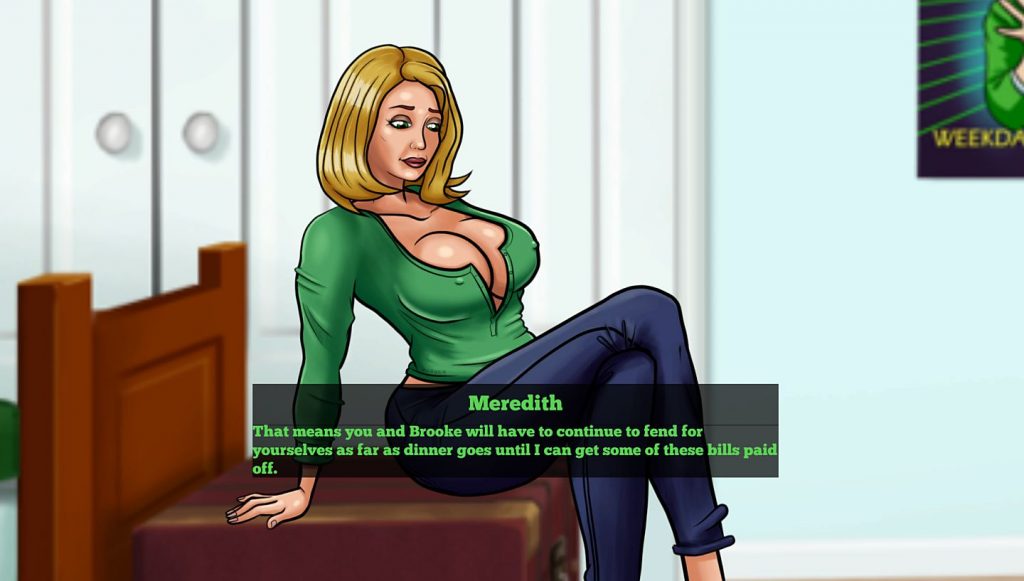 WEEKDA
Meredith
That means you and Brooke will have to continue to fend for
yourselves as far as dinner goes until I can get some of these bills paid
off.